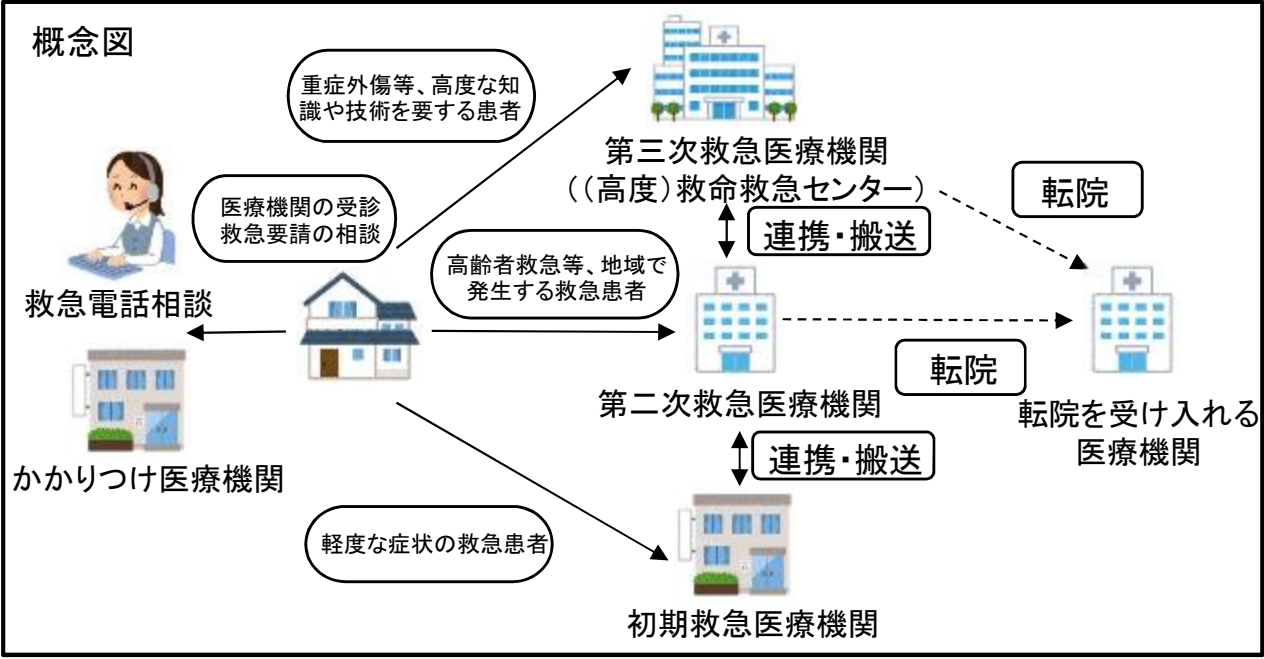 概念図
重症外傷等、高度な知
識や技術を要する患者
第三次救急医療機関
（（高度）救命救急センター）
転院
医療機関の受診
救急要請の相談
連携・搬送
高齢者救急等、地域で
発生する救急患者
救急電話相談
転院
第二次救急医療機関
転院を受け入れる
医療機関
連携・搬送
かかりつけ医療機関
軽度な症状の救急患者
初期救急医療機関